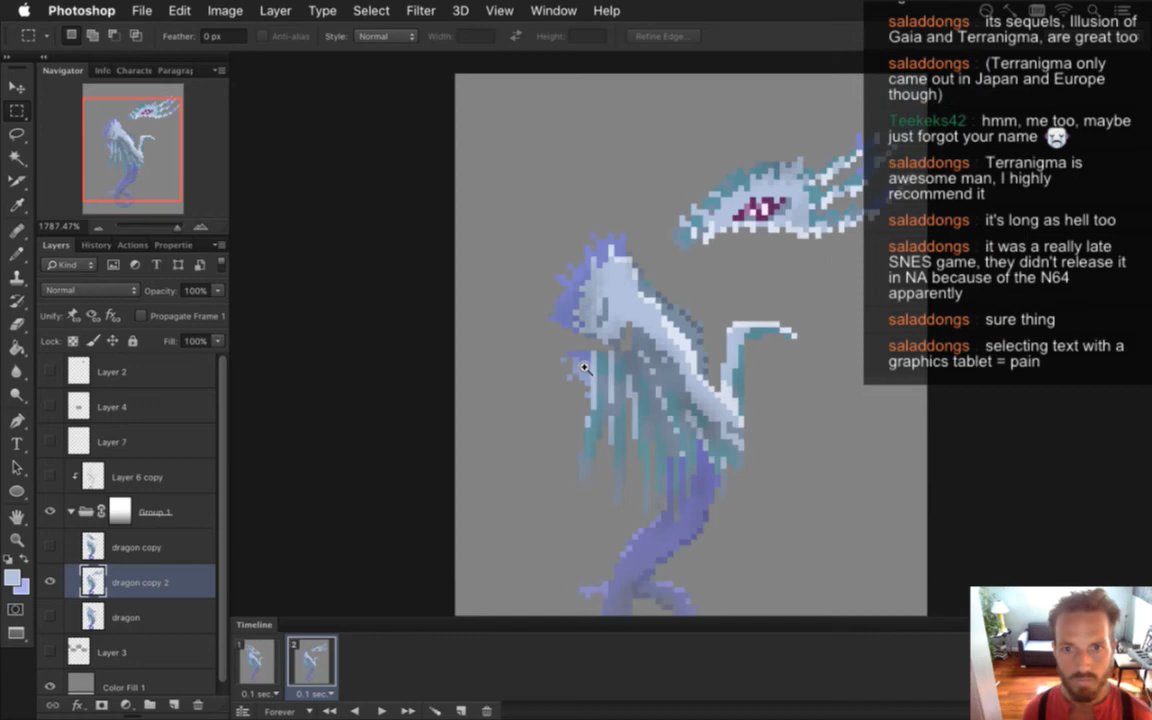 Photoshop File Edit Image Layer Type Select Filter 3D View Window Help
Feather: 0 px Anti-alias Style: Normal Width: Height: Refine Edge...
Navigator Info Characte Paragraş
1787.47%
Layers History Actions Propertie
Kind
Normal Opacity: 100%
Unify: Propagate Frame 1
Lock: Fill: 100%
Layer 2
Layer 4
Layer 7
Layer 6 copy
Group 1
dragon copy
dragon copy 2
dragon
Layer 3
Color Fill 1
fx
Timeline
1 2
0.1 sec. 0.1 sec.
Forever
saladdongs its sequels, Illusion of
Gaia and Terranigma, are great too
saladdongs (Terranigma only
came out in Japan and Europe
though)
Teekeks42 hmm, me too, maybe
just forgot your name
saladdongs Terranigma is
awesome man, I highly
recommend it
saladdongs it's long as hell too
saladdongs it was a really late
SNES game, they didn't release it
in NA because of the N64
apparently
saladdongs sure thing
saladdongs selecting text with a
graphics tablet = pain